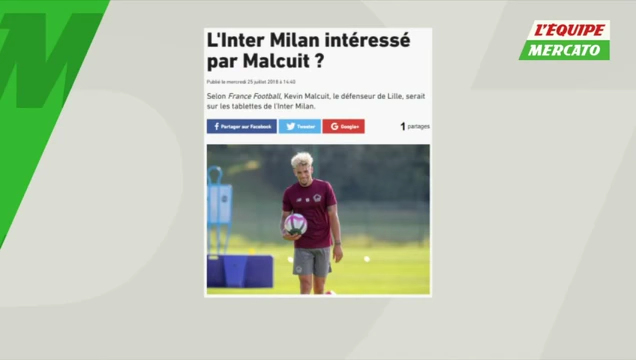 L'ÉQUIPE
MERCATO
L'Inter Milan intéressé
par Malcuit ?
Publié le mercredi 25 juillet 2018 à 14:40
Selon France Football, Kevin Malcuit, le défenseur de Lille, serait
sur les tablettes de l'Inter Milan.
Partager sur Facebook Tweeter Google+ 1 partages